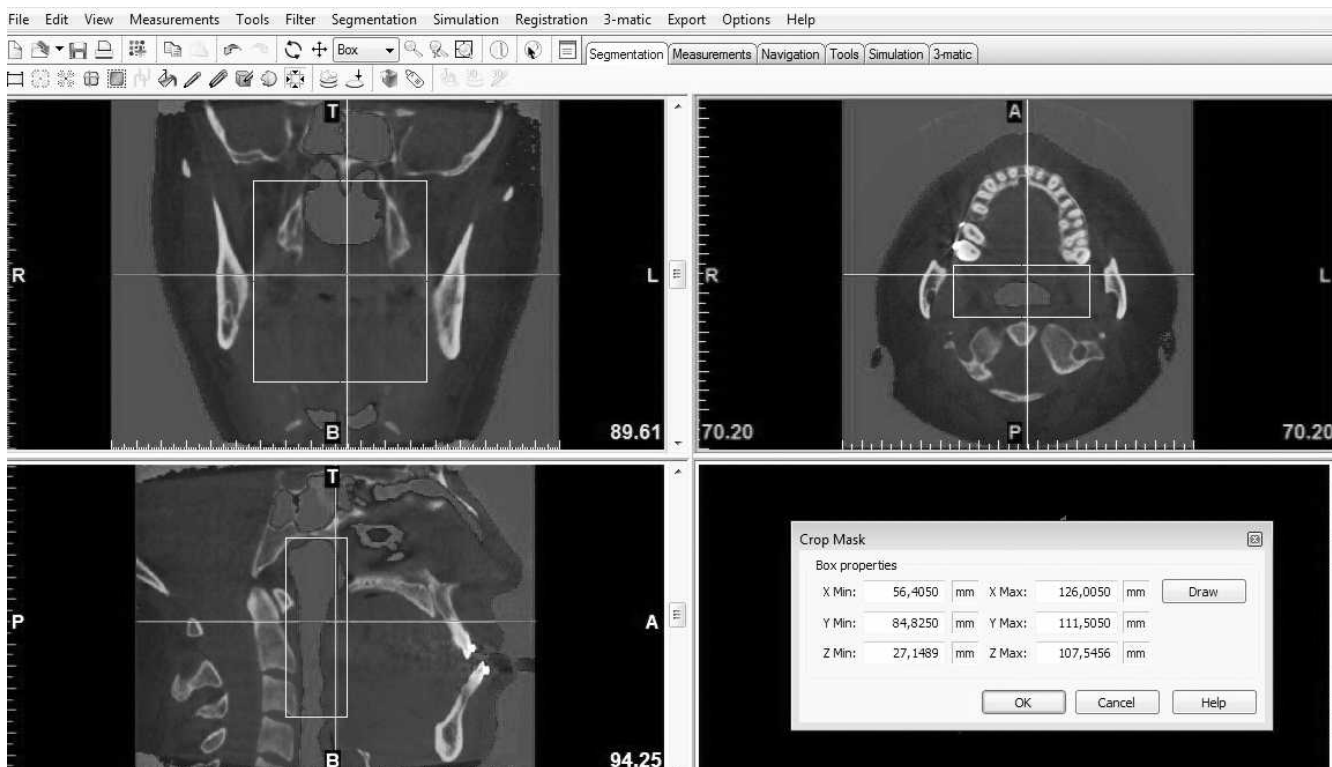 File Edit View Measurements Tools Filter Segmentation Simulation Registration 3-matic Export Options Help
Box
Segmentation Measurements Navigation Tools Simulation 3-matic
T
R
L
B
89.61
A
R
L
P
70.20
70.20
T
P
A
B
94.25
Crop Mask
Box properties
X Min: 56,4050 mm X Max: 126,0050 mm Draw
Y Min: 84,8250 mm Y Max: 111,5050 mm
Z Min: 27,1489 mm Z Max: 107,5456 mm
OK Cancel Help